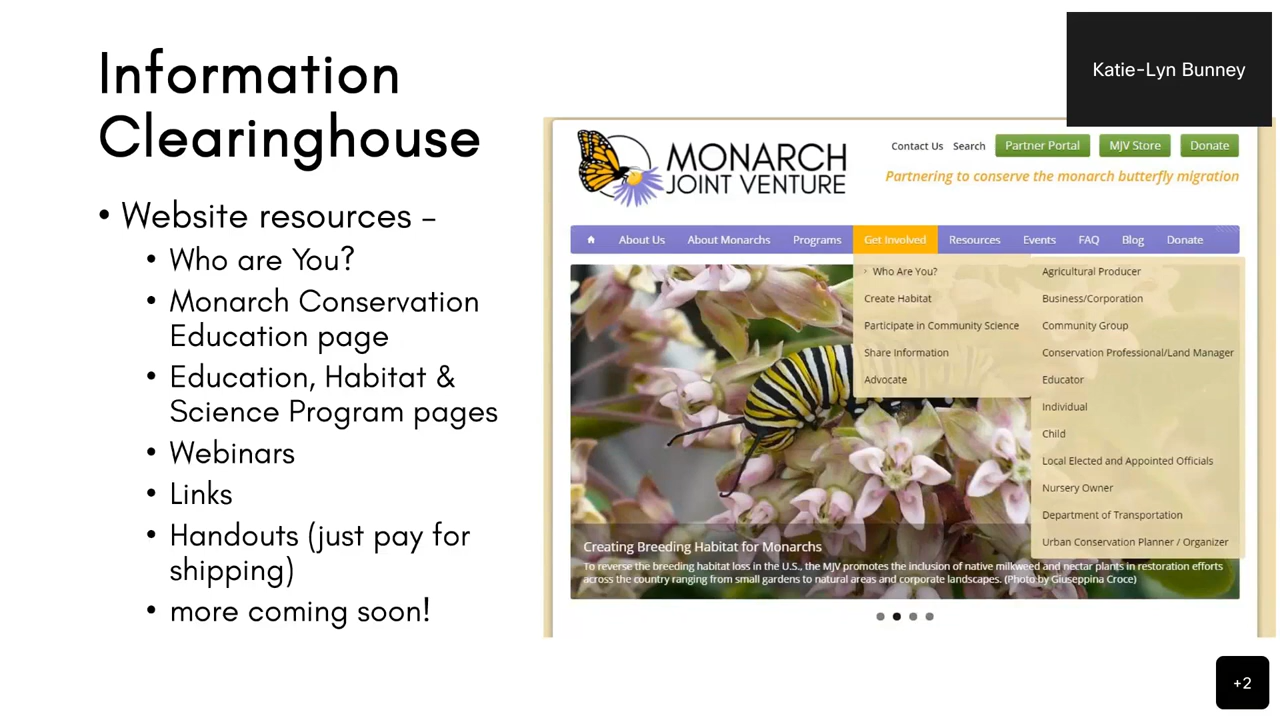 Information
Clearinghouse
• Website resources –
• Who are You?
• Monarch Conservation
Education page
• Education, Habitat &
Science Program pages
• Webinars
• Links
• Handouts (just pay for
shipping)
• more coming soon!
Katie-Lyn Bunney
MONARCH
JOINT VENTURE
Contact Us Search Partner Portal MJV Store Donate
Partnering to conserve the monarch butterfly migration
About Us About Monarchs Programs Get Involved Resources Events FAQ Blog Donate
› Who Are You?
Create Habitat
Participate in Community Science
Share Information
Advocate
Agricultural Producer
Business/Corporation
Community Group
Conservation Professional/Land Manager
Educator
Individual
Child
Local Elected and Appointed Officials
Nursery Owner
Department of Transportation
Urban Conservation Planner / Organizer
Creating Breeding Habitat for Monarchs
To reverse the breeding habitat loss in the U.S., the MJV promotes the inclusion of native milkweed and nectar plants in restoration efforts
across the country ranging from small gardens to natural areas and corporate landscapes. (Photo by Giuseppina Croce)
+2